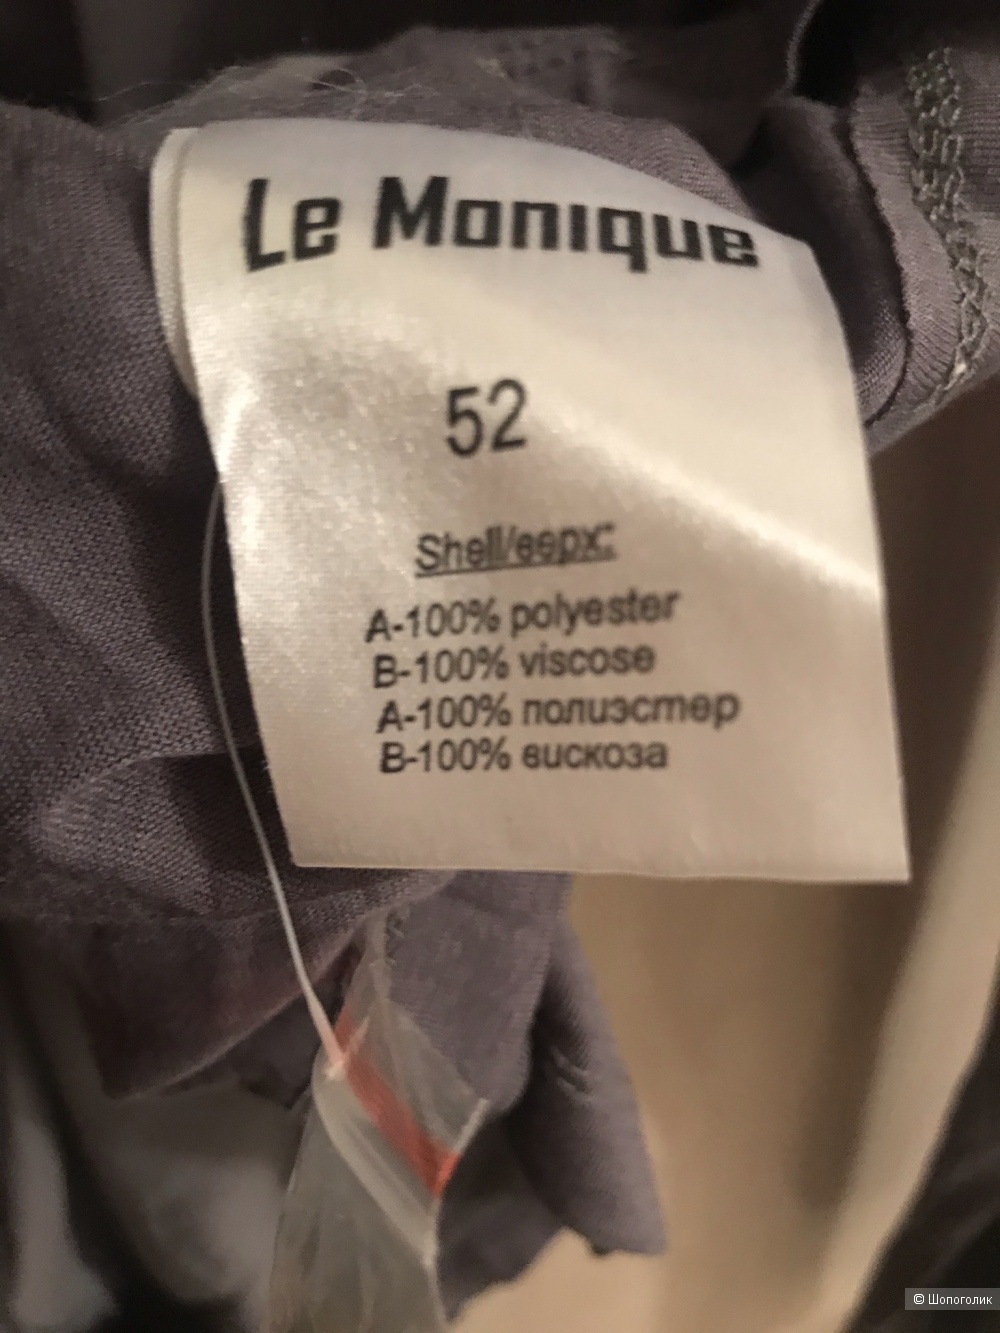 Le Monique
52
Shell/верх:
A-100% polyester
B-100% viscose
А-100% полиэстер
В-100% вискоза
© Шопоголик